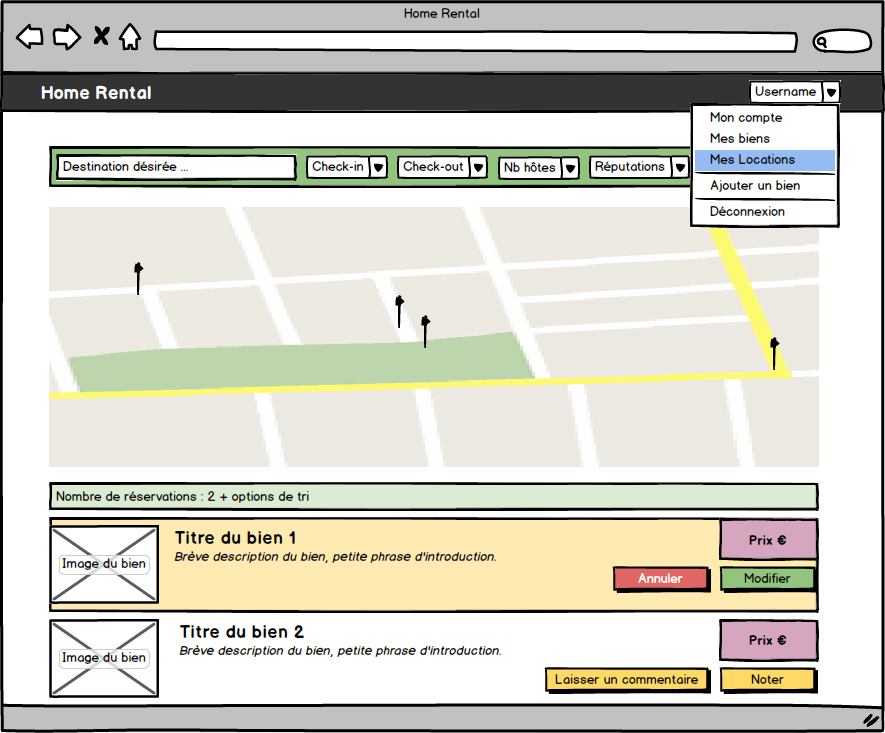 Home Rental
Home Rental
Username
Mon compte
Mes biens
Mes Locations
Ajouter un bien
Déconnexion
Destination désirée ...
Check-in
Check-out
Nb hôtes
Réputations
Nombre de réservations : 2 + options de tri
Image du bien
Titre du bien 1
Brève description du bien, petite phrase d'introduction.
Prix €
Annuler
Modifier
Image du bien
Titre du bien 2
Brève description du bien, petite phrase d'introduction.
Prix €
Laisser un commentaire
Noter